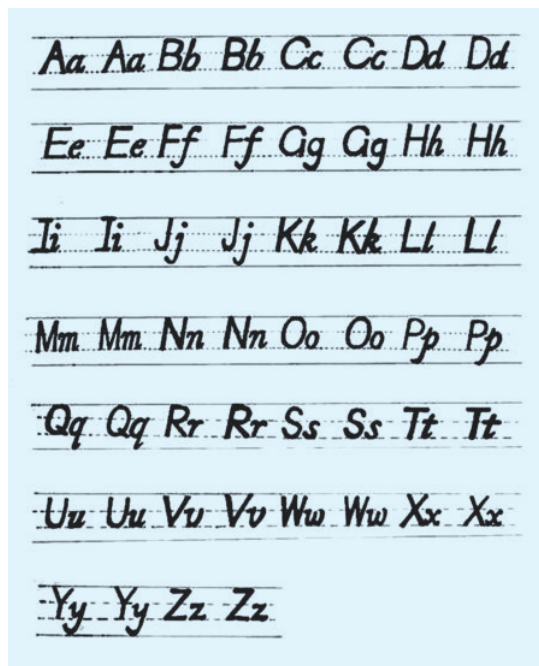 Aa Aa Bb Bb Cc Cc Dd Dd
Ee Ee Ff Ff Gg Gg Hh Hh
Ii Ii Jj Jj Kk Kk Ll Ll
Mm Mm Nn Nn Oo Oo Pp Pp
Qq Qq Rr Rr Ss Ss Tt Tt
Uu Uu Vv Vv Ww Ww Xx Xx
Yy Yy Zz Zz